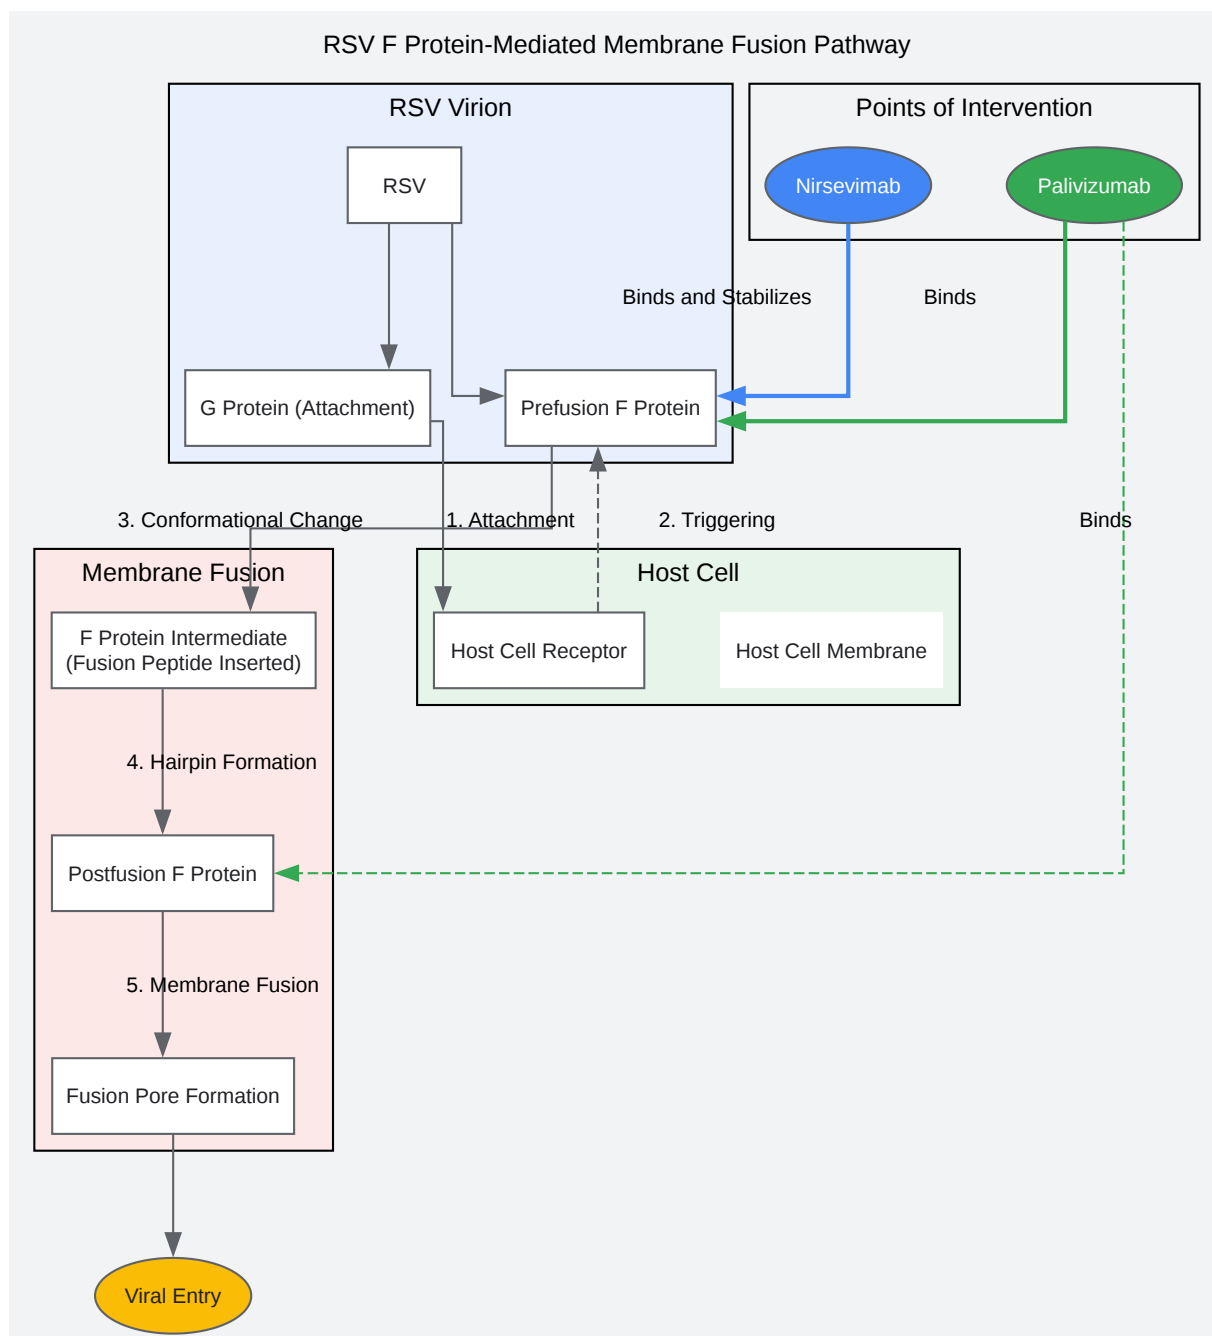 RSV F Protein-Mediated Membrane Fusion Pathway
RSV Virion
Points of Intervention
RSV
Nirsevimab
Palivizumab
Binds and Stabilizes
Binds
G Protein (Attachment)
Prefusion F Protein
3. Conformational Change
1. Attachment
2. Triggering
Binds
Membrane Fusion
Host Cell
F Protein Intermediate
(Fusion Peptide Inserted)
Host Cell Receptor
Host Cell Membrane
4. Hairpin Formation
Postfusion F Protein
5. Membrane Fusion
Fusion Pore Formation
Viral Entry